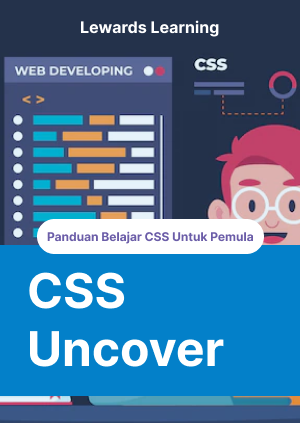 Lewards Learning
WEB DEVELOPING
CSS
< >
Panduan Belajar CSS Untuk Pemula
CSS
Uncover